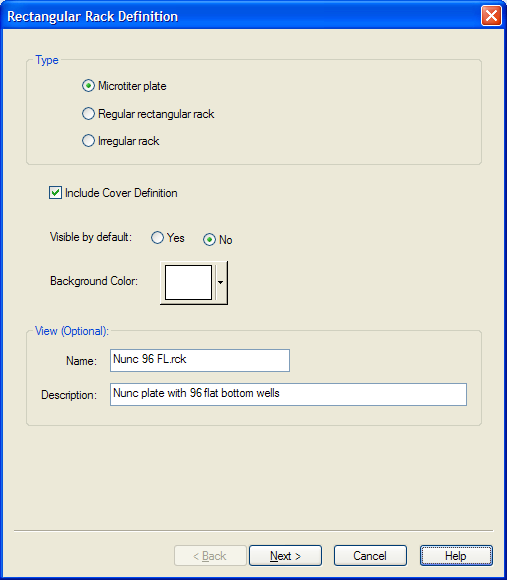 Rectangular Rack Definition
Type
Microtiter plate
Regular rectangular rack
Irregular rack
Include Cover Definition
Visible by default: Yes No
Background Color:
View (Optional):
Name: Nunc 96 FL.rck
Description: Nunc plate with 96 flat bottom wells
< Back Next > Cancel Help